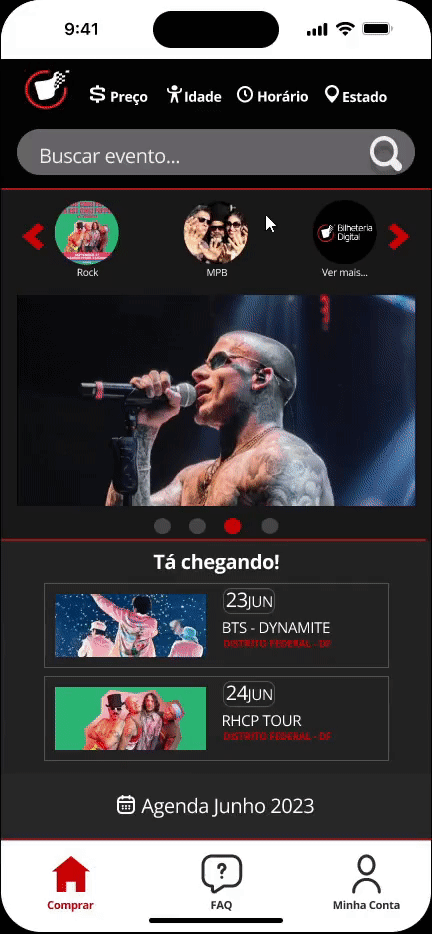 9:41
Preço Idade Horário Estado
Buscar evento...
Bilheteria
Digital
Rock MPB Ver mais...
Tá chegando!
23JUN
BTS - DYNAMITE
DISTRITO FEDERAL - DF
24JUN
RHCP TOUR
DISTRITO FEDERAL - DF
Agenda Junho 2023
Comprar FAQ Minha Conta